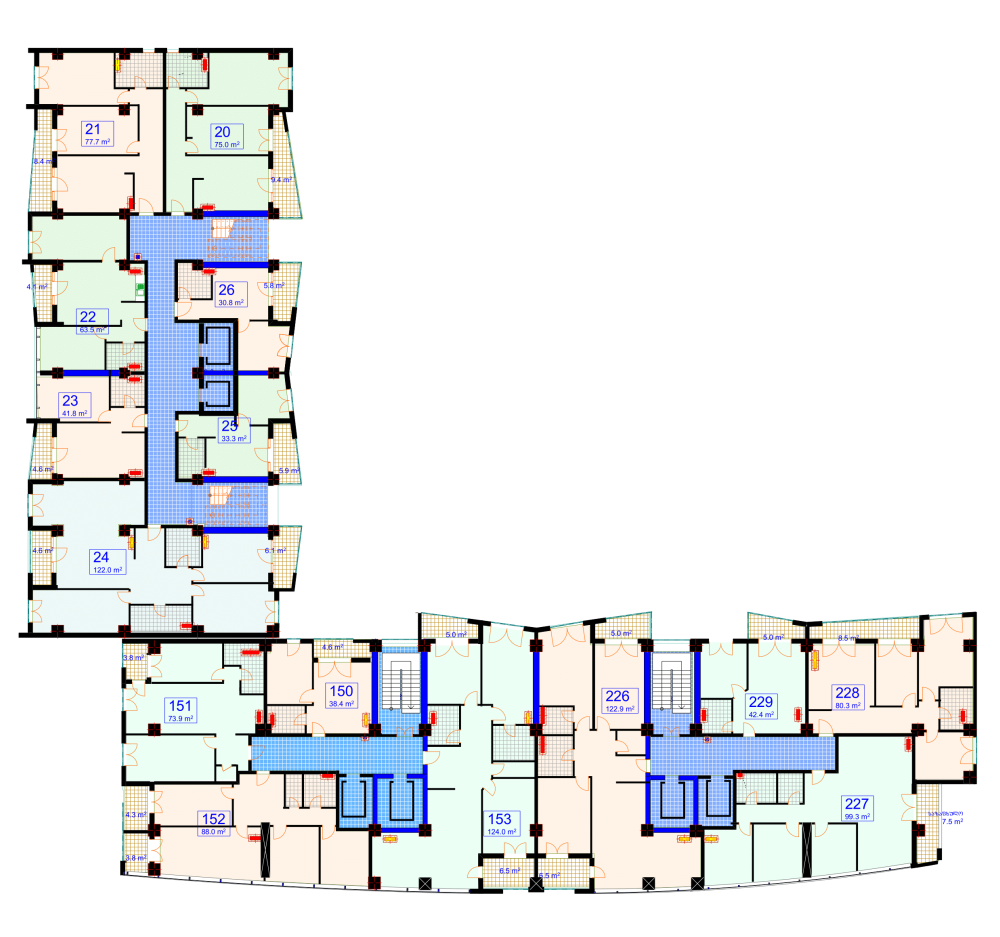 21
77.7 m²
20
75.0 m²
8.4 m
9.4 m²
4.1 m²
26
30.8 m²
5.8 m²
22
63.5 m²
23
41.8 m²
25
33.3 m²
4.6 m²
5.9 m²
24
122.0 m²
4.6 m²
6.1 m²
5.0 m²
5.0 m²
5.0 m²
8.5 m²
3.8 m²
4.6 m²
151
73.9 m²
150
38.4 m²
226
122.9 m²
229
42.4 m²
228
80.3 m²
4.3 m²
152
88.0 m²
153
124.0 m²
227
99.3 m²
7.5 m²
3.8 m²
6.5 m²
6.5 m²